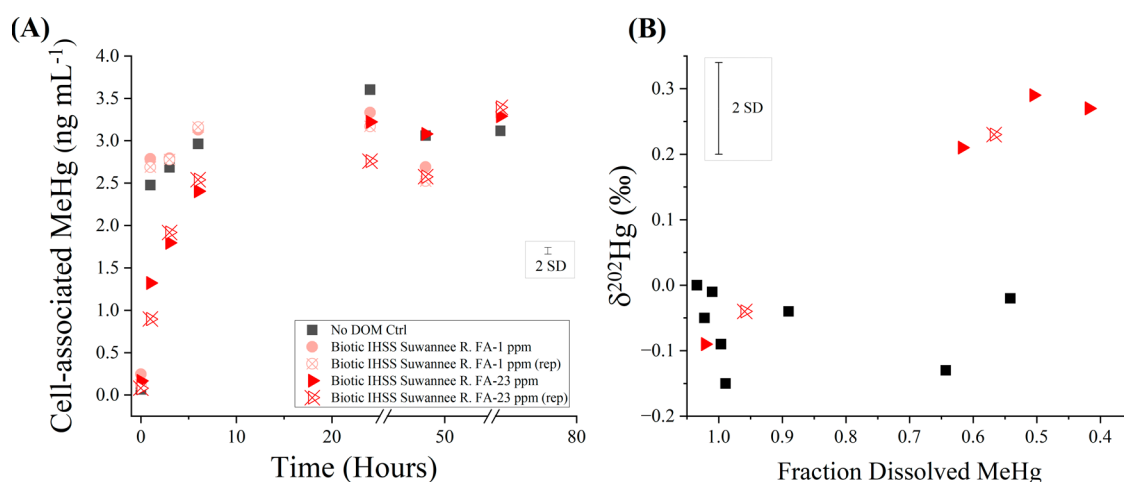 (A)
Cell-associated MeHg (ng mL⁻¹)
4.0
3.5
3.0
2.5
2.0
1.5
1.0
0.5
0.0
2 SD
No DOM Ctrl
Biotic IHSS Suwannee R. FA-1 ppm
Biotic IHSS Suwannee R. FA-1 ppm (rep)
Biotic IHSS Suwannee R. FA-23 ppm
Biotic IHSS Suwannee R. FA-23 ppm (rep)
0 10 20 50 80
Time (Hours)
(B)
δ²⁰²Hg (‰)
0.3
0.2
0.1
0.0
−0.1
−0.2
2 SD
1.0 0.9 0.8 0.7 0.6 0.5 0.4
Fraction Dissolved MeHg